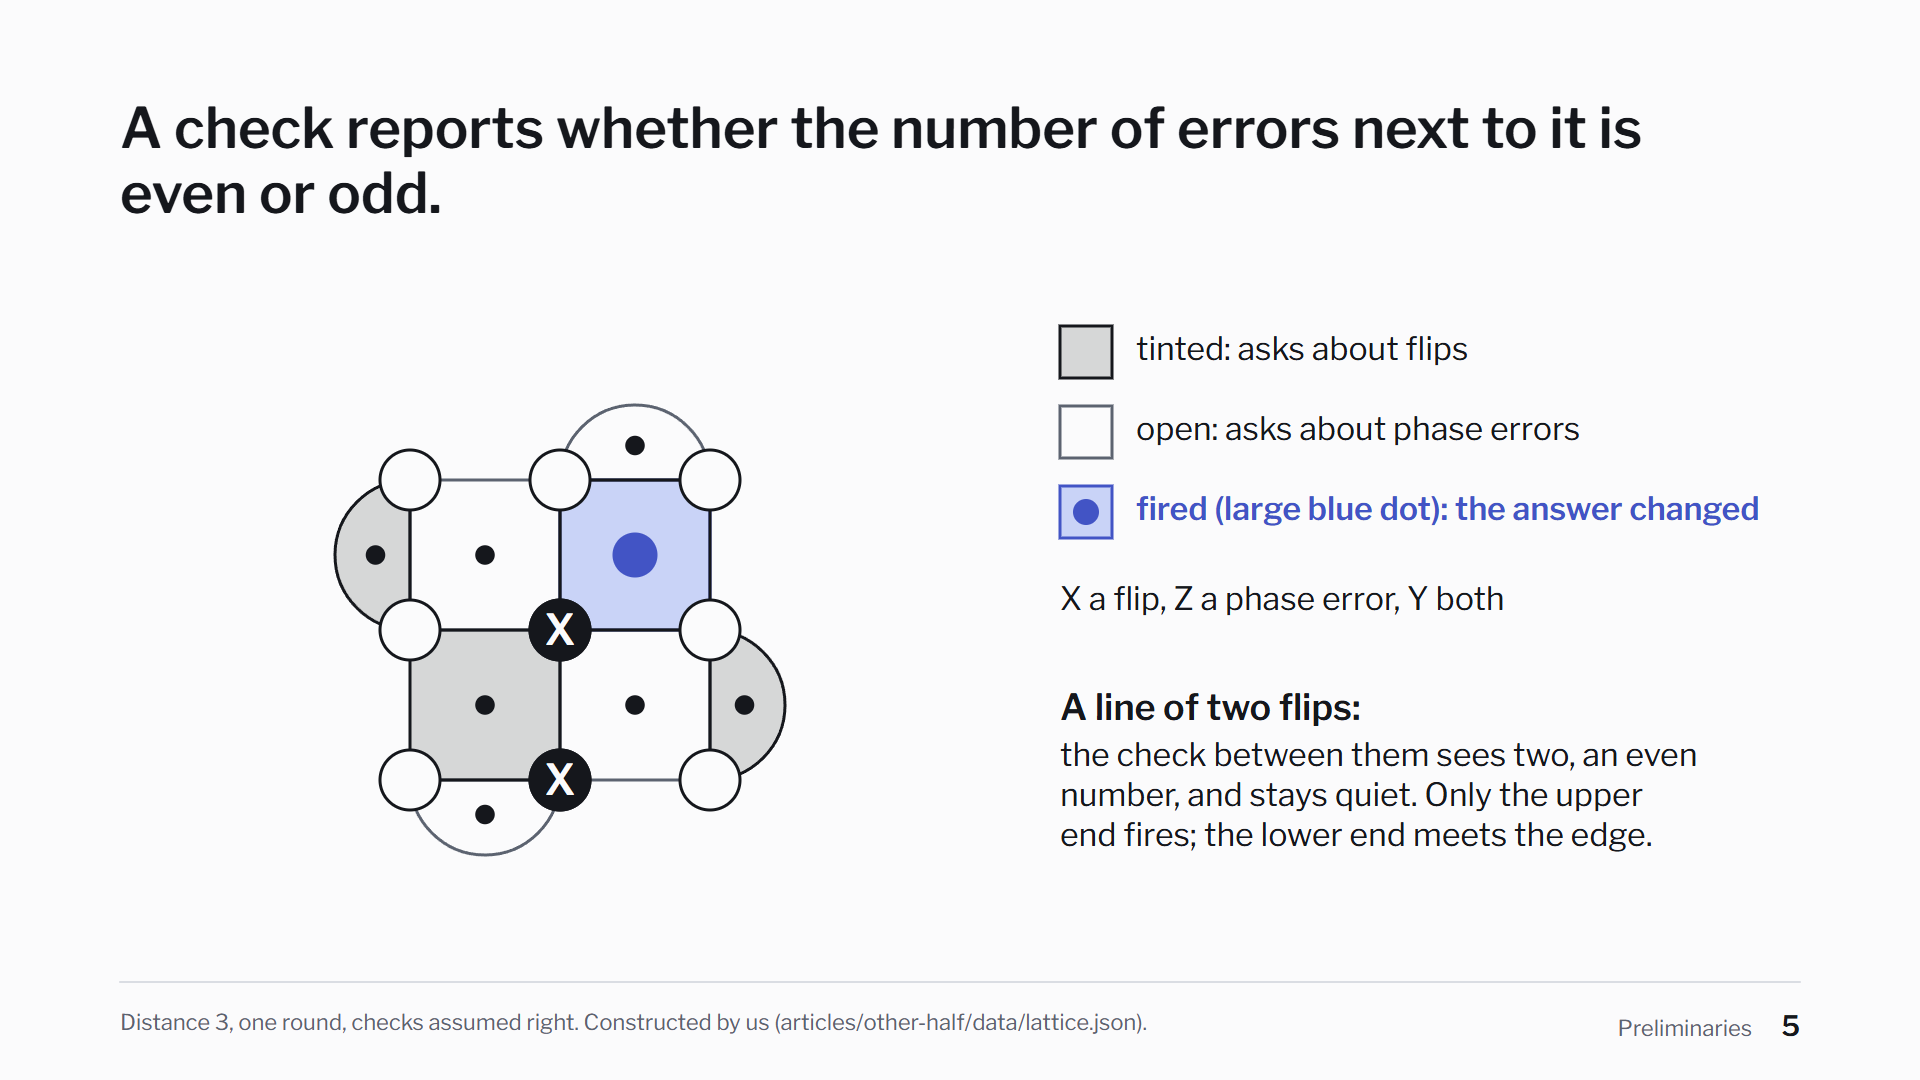 A check reports whether the number of errors next to it is
even or odd.
tinted: asks about flips
open: asks about phase errors
fired (large blue dot): the answer changed
X a flip, Z a phase error, Y both
X
X
A line of two flips:
the check between them sees two, an even
number, and stays quiet. Only the upper
end fires; the lower end meets the edge.
Distance 3, one round, checks assumed right. Constructed by us (articles/other-half/data/lattice.json).
Preliminaries 5